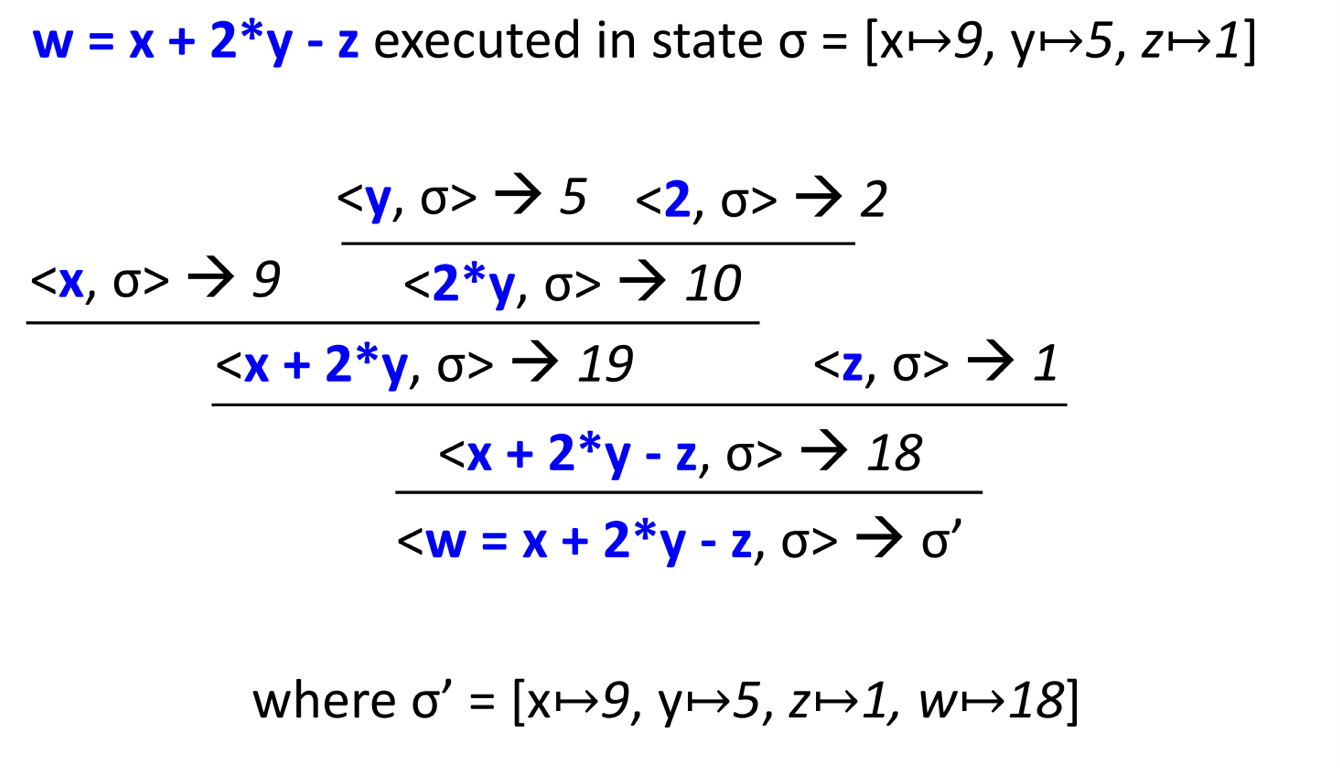 w = x + 2*y - z executed in state σ = [x↦9, y↦5, z↦1]
<y, σ> → 5 <2, σ> → 2
<x, σ> → 9 <2*y, σ> → 10
<x + 2*y, σ> → 19 <z, σ> → 1
<x + 2*y - z, σ> → 18
<w = x + 2*y - z, σ> → σ’
where σ’ = [x↦9, y↦5, z↦1, w↦18]